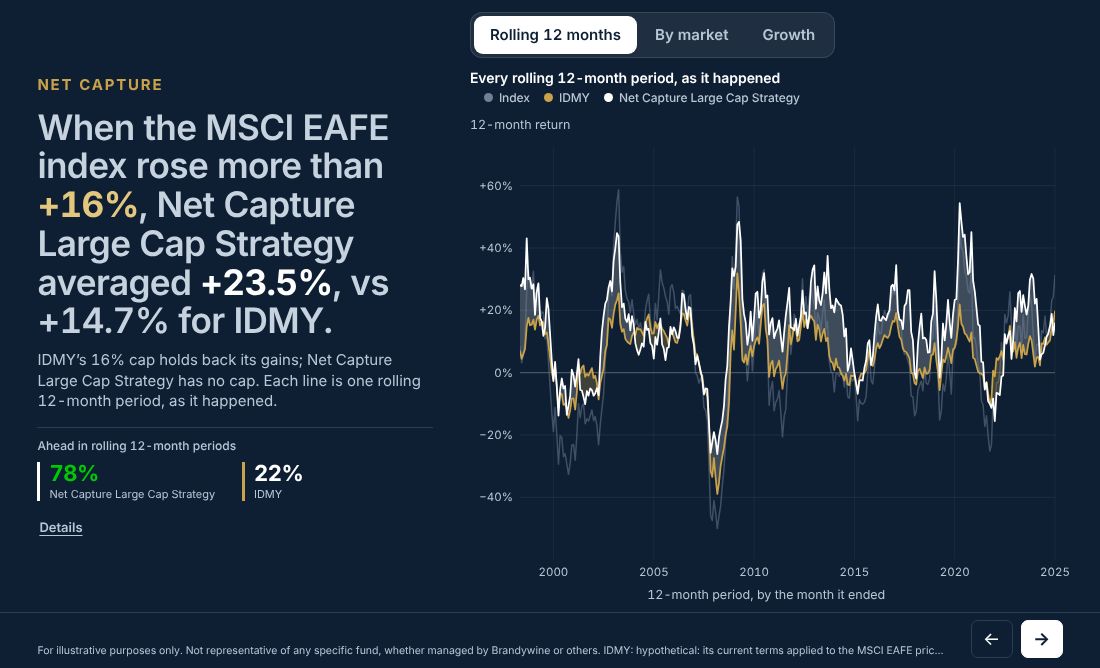 Rolling 12 months
By market
Growth
NET CAPTURE
When the MSCI EAFE
index rose more than
+16%, Net Capture
Large Cap Strategy
averaged +23.5%, vs
+14.7% for IDMY.
IDMY's 16% cap holds back its gains; Net Capture
Large Cap Strategy has no cap. Each line is one rolling
12-month period, as it happened.
Ahead in rolling 12-month periods
78%
Net Capture Large Cap Strategy
22%
IDMY
Details
Every rolling 12-month period, as it happened
Index
IDMY
Net Capture Large Cap Strategy
12-month return
+60%
+40%
+20%
0%
−20%
−40%
2000
2005
2010
2015
2020
2025
12-month period, by the month it ended
For illustrative purposes only. Not representative of any specific fund, whether managed by Brandywine or others. IDMY: hypothetical: its current terms applied to the MSCI EAFE pric...